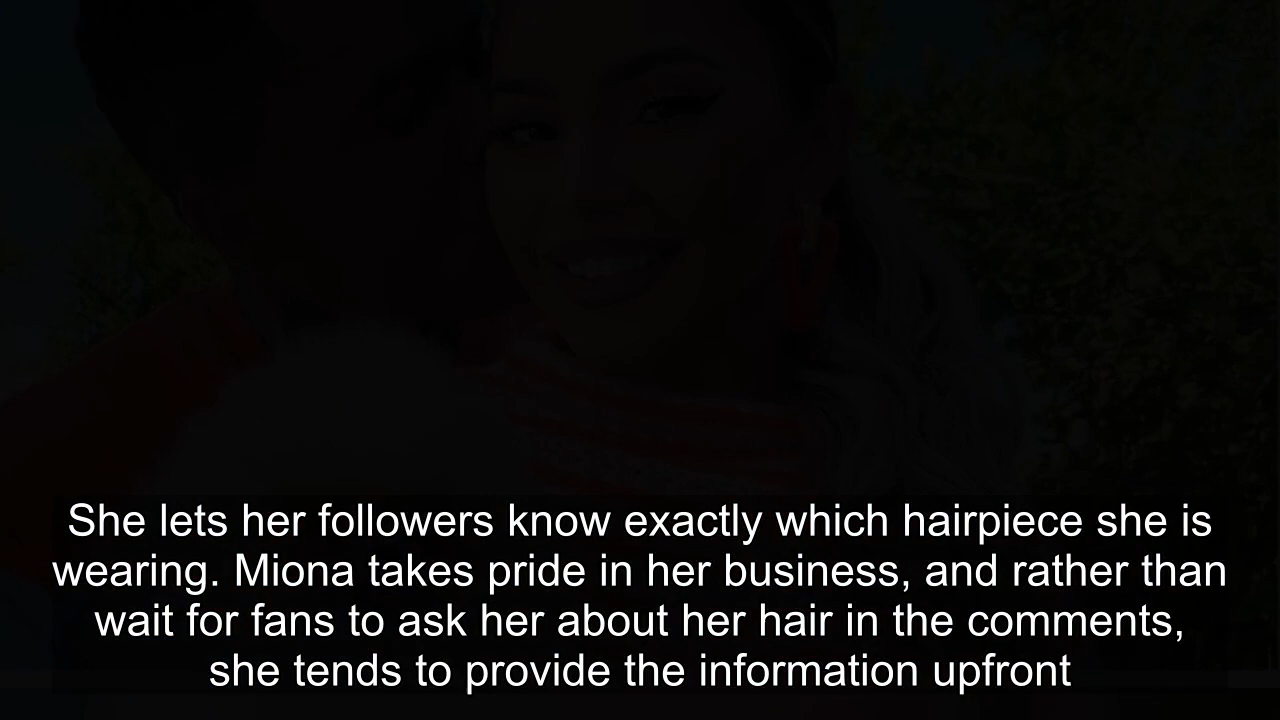 She lets her followers know exactly which hairpiece she is
wearing. Miona takes pride in her business, and rather than
wait for fans to ask her about her hair in the comments,
she tends to provide the information upfront